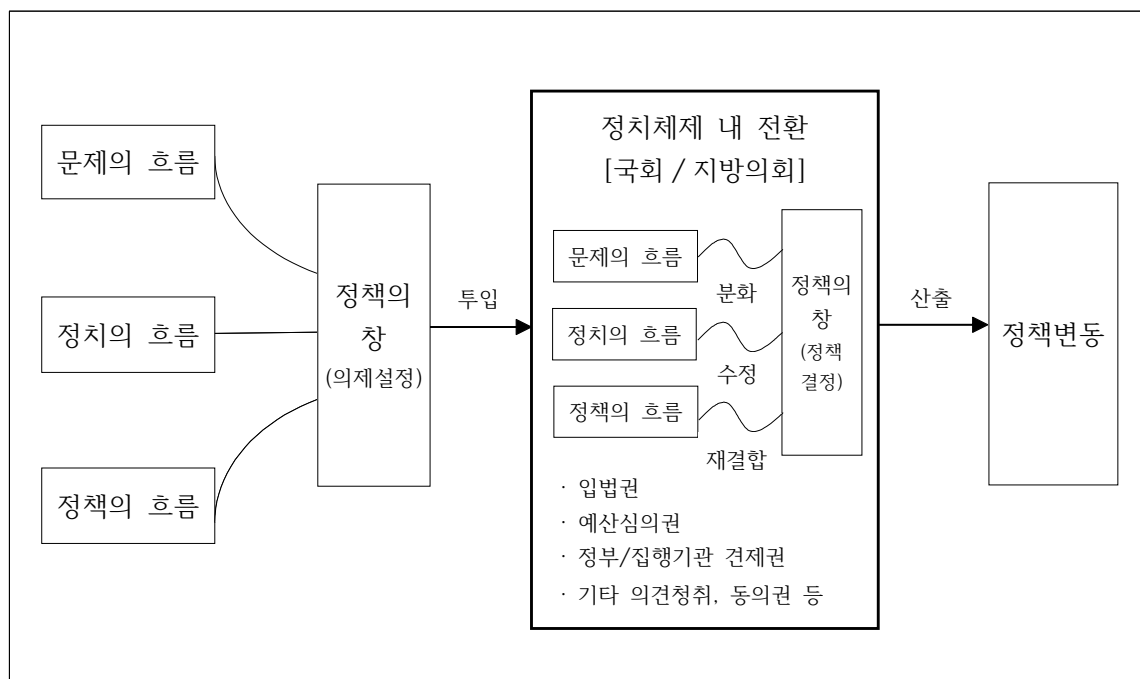 문제의 흐름
정치의 흐름
정책의 흐름
정책의
창
(의제설정)
투입
정치체제 내 전환
[국회 / 지방의회]
문제의 흐름
정치의 흐름
정책의 흐름
분화
수정
재결합
정책의
창
(정책
결정)
· 입법권
· 예산심의권
· 정부/집행기관 견제권
· 기타 의견청취, 동의권 등
산출
정책변동